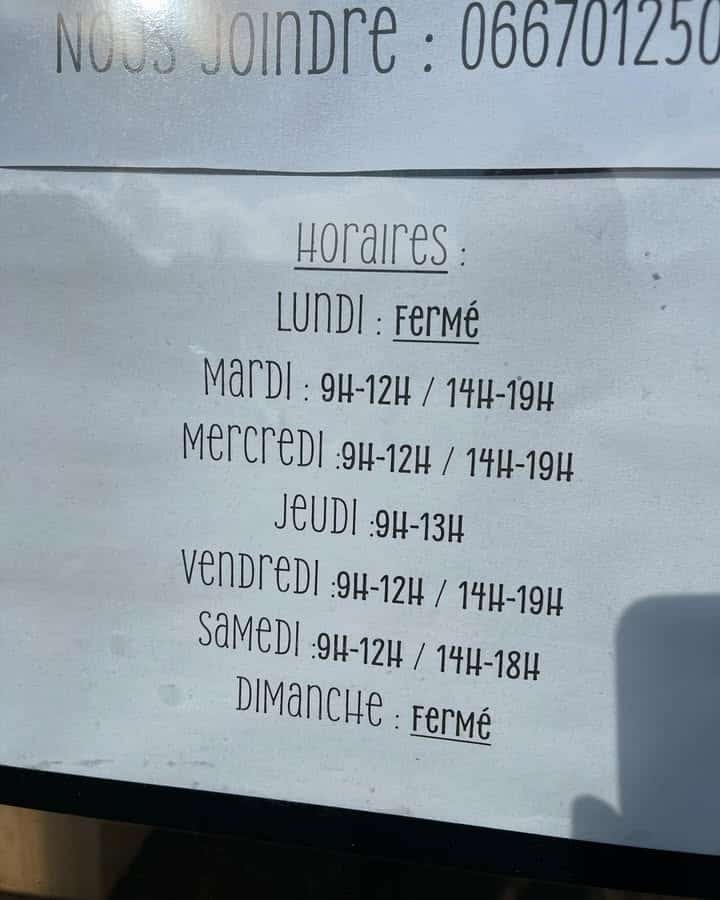 NOUS JOINDRE : 066701250
HORAIRES :
LUNDI : FERMÉ
MARDI : 9H-12H / 14H-19H
MERCREDI :9H-12H / 14H-19H
JEUDI :9H-13H
VENDREDI :9H-12H / 14H-19H
SAMEDI :9H-12H / 14H-18H
DIMANCHE : FERMÉ